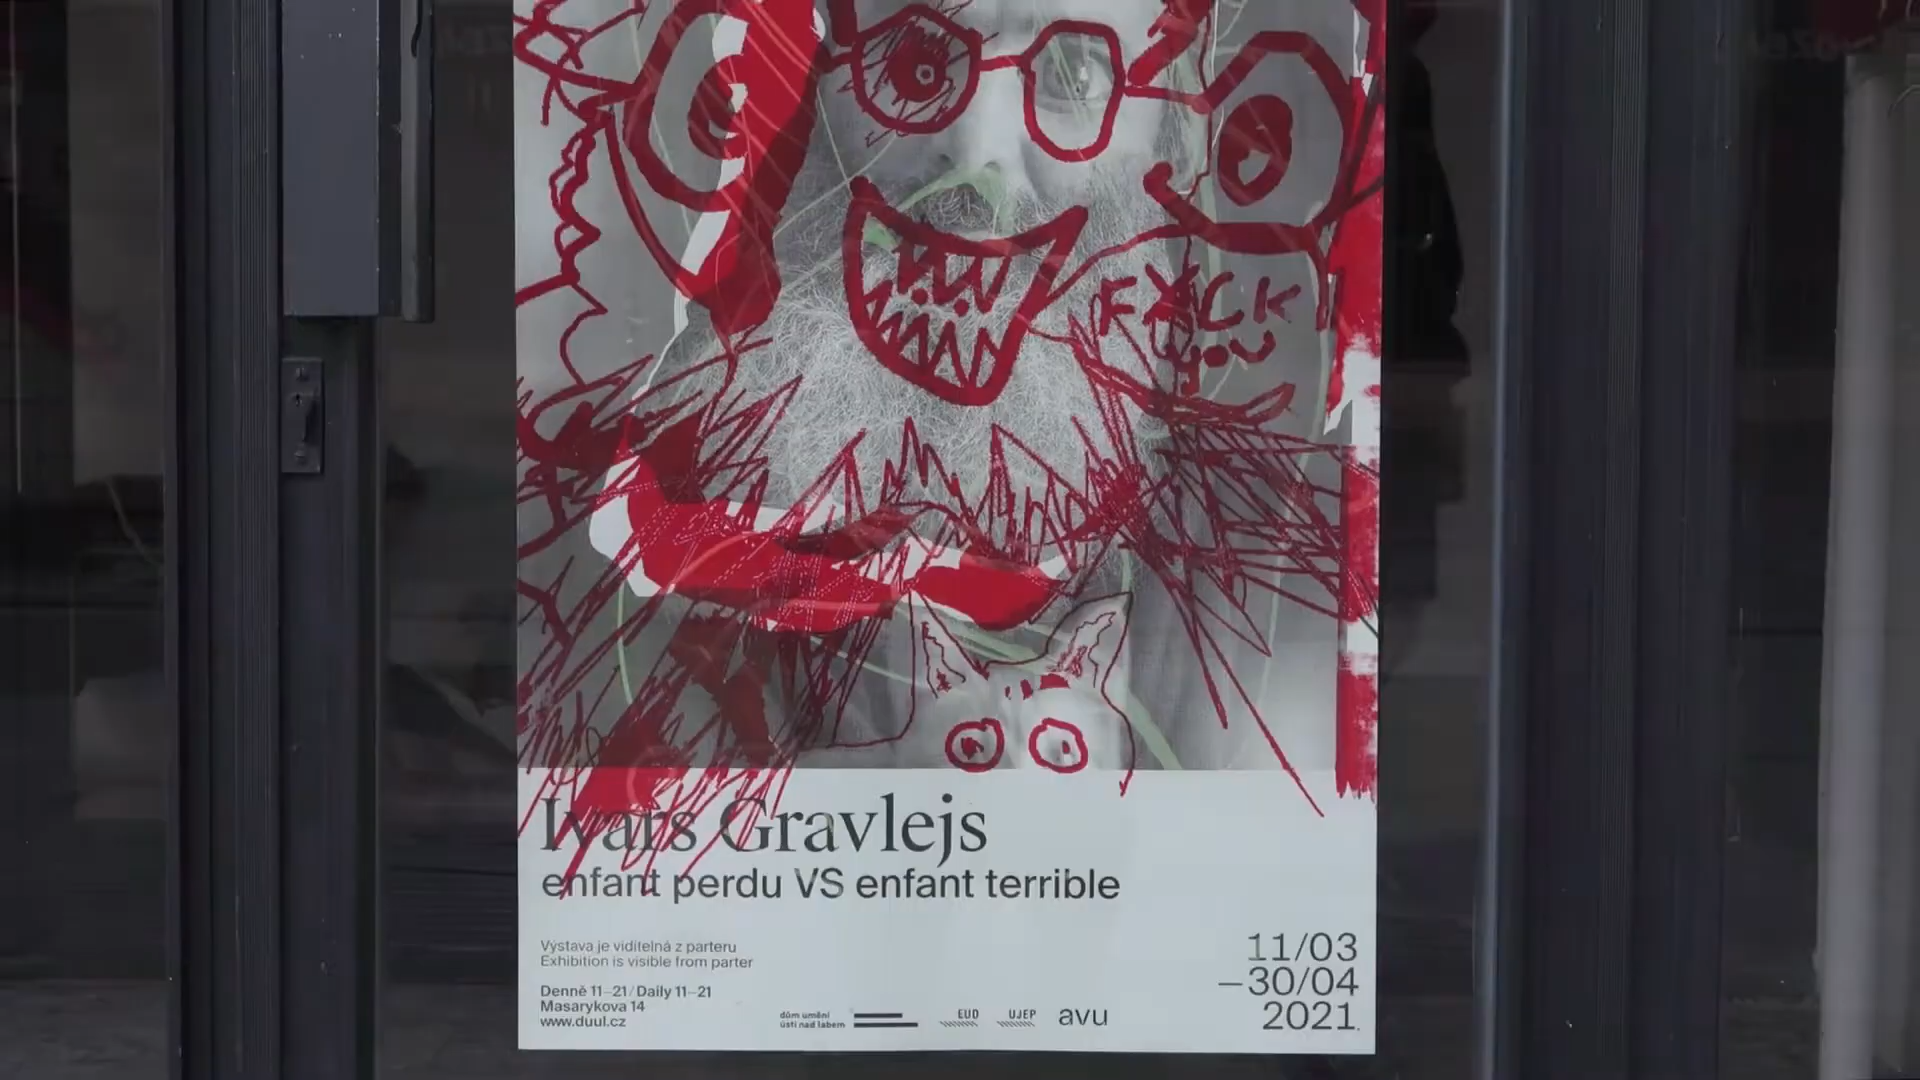 FXCK
you
Ivars Gravlejs
enfant perdu VS enfant terrible
Výstava je viditelná z parteru
Exhibition is visible from parter
Denně 11–21 / Daily 11–21
Masarykova 14
www.duul.cz
dům umění
ústí nad labem
FUD
UJEP
avu
11/03
–30/04
2021